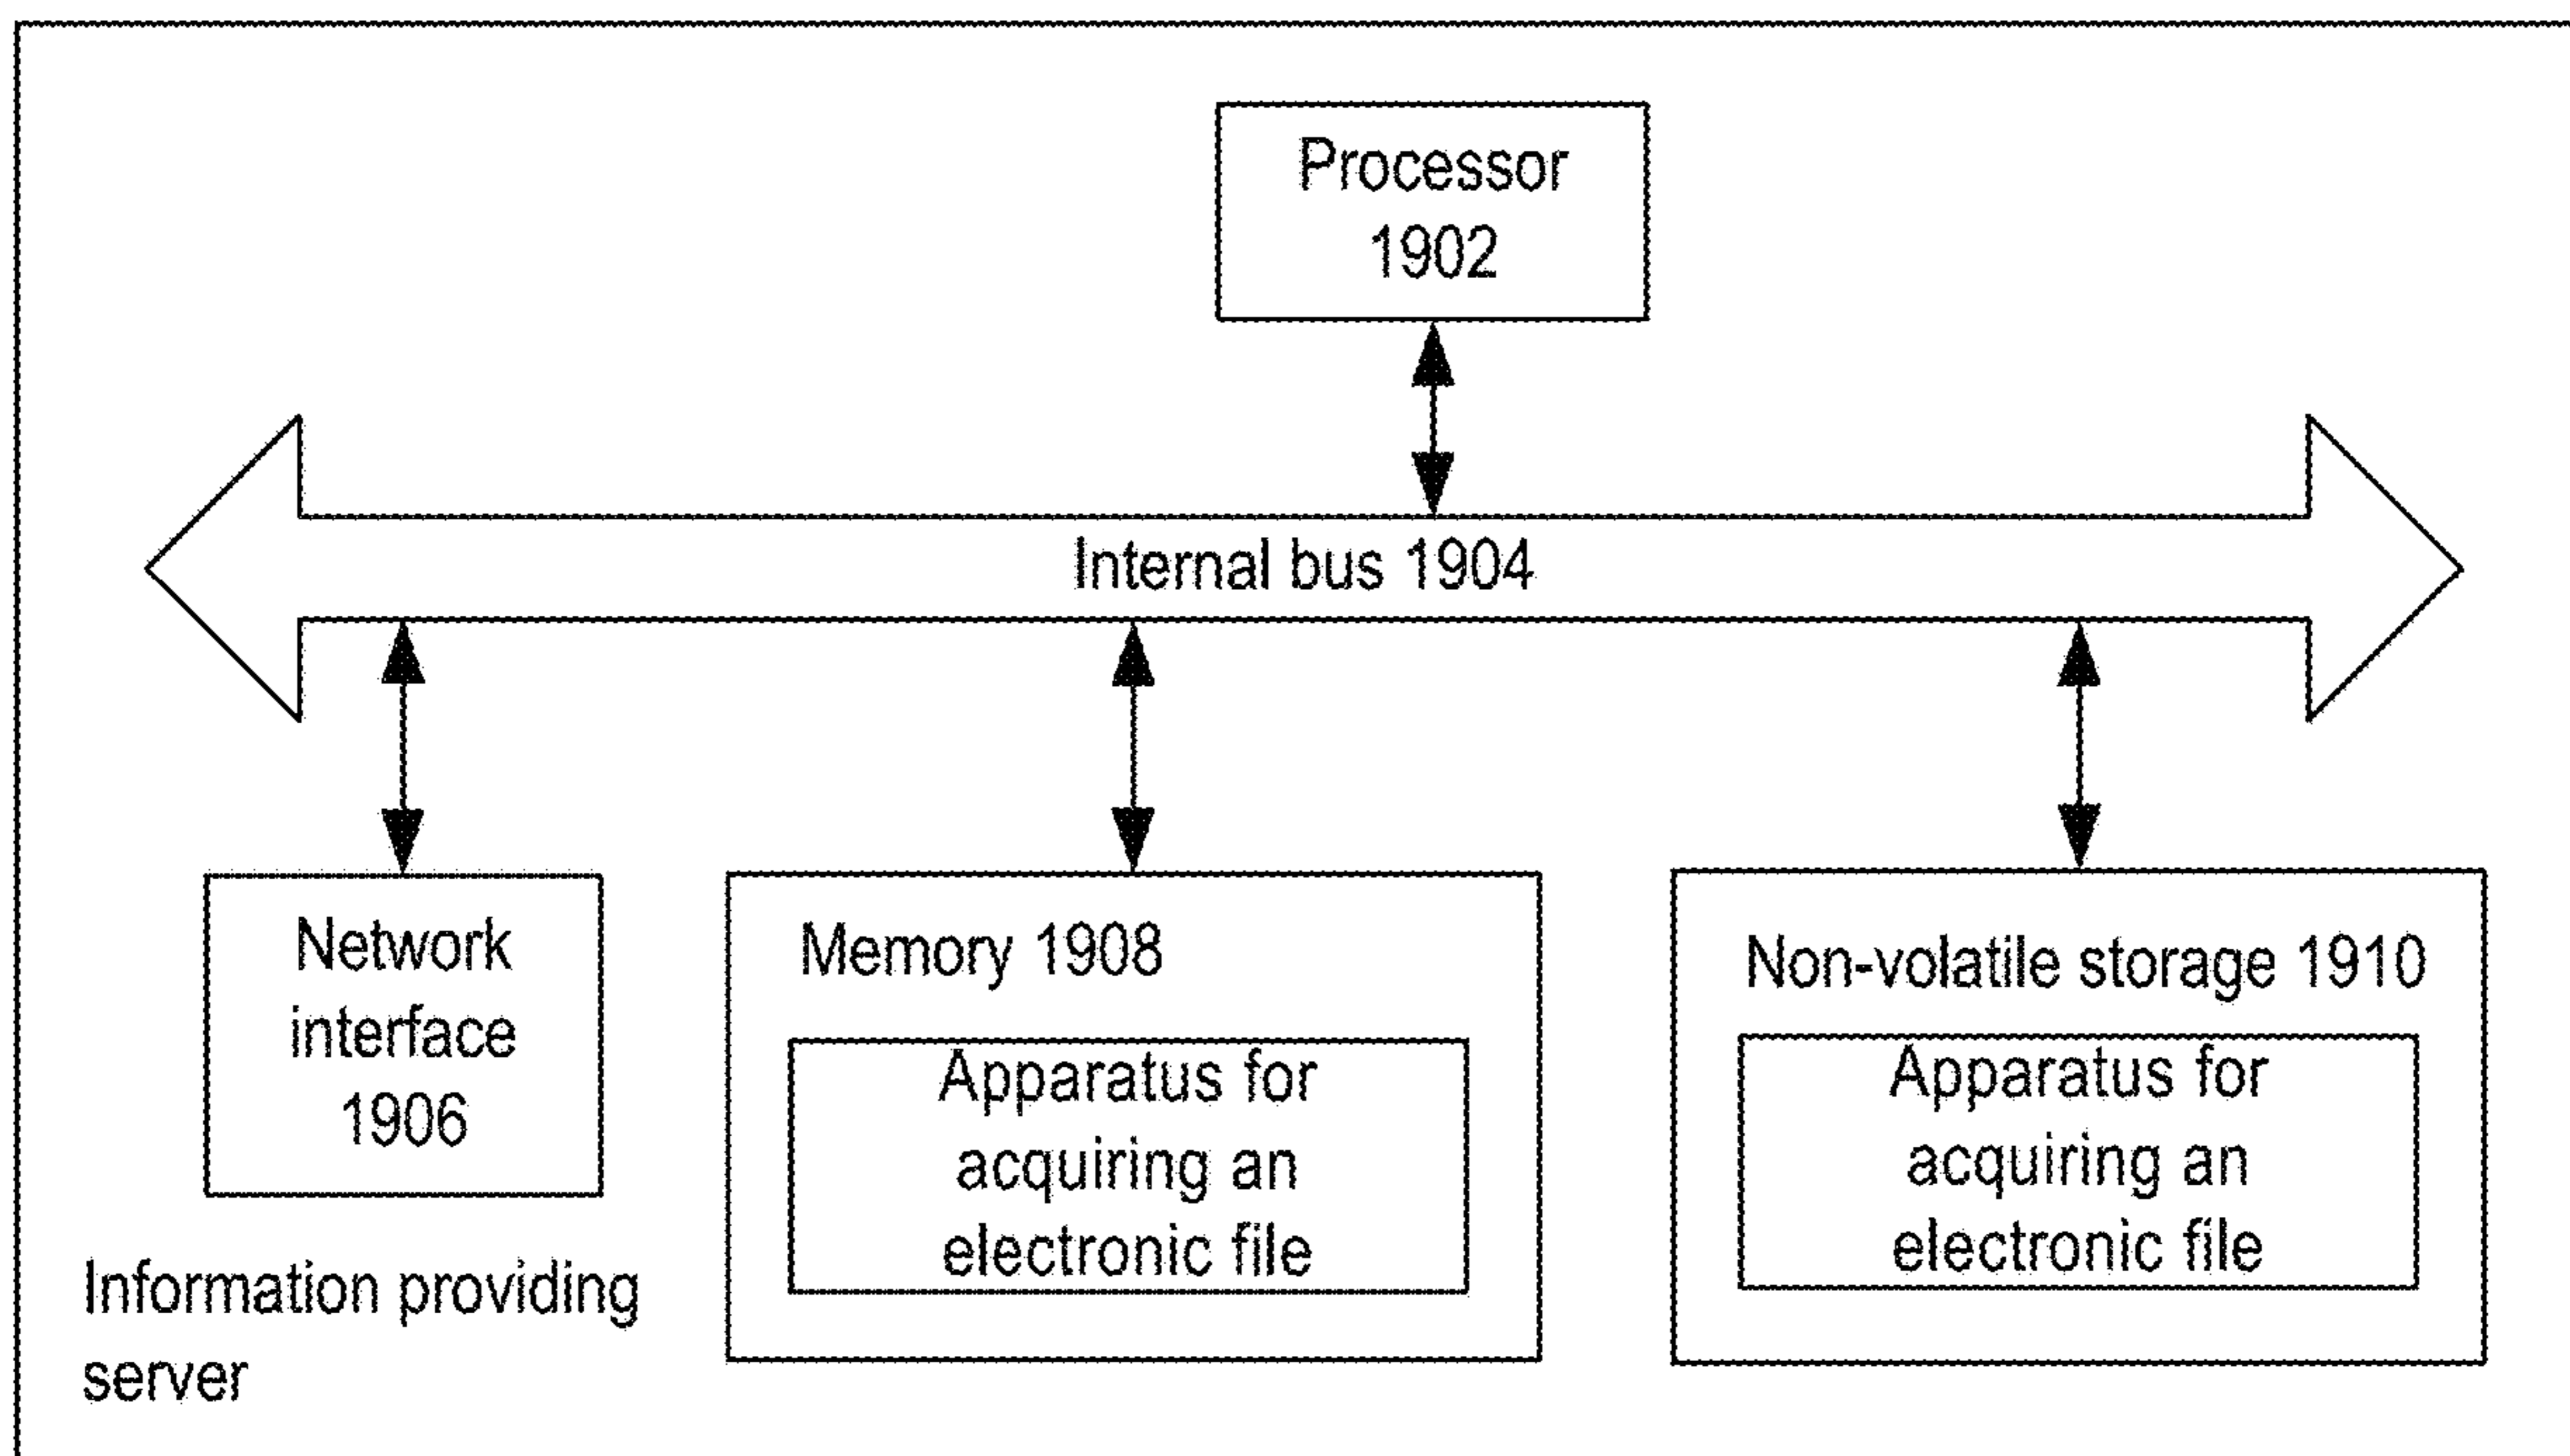 Processor
1902
Internal bus 1904
Network
interface
1906
Memory 1908
Apparatus for
acquiring an
electronic file
Non-volatile storage 1910
Apparatus for
acquiring an
electronic file
Information providing
server